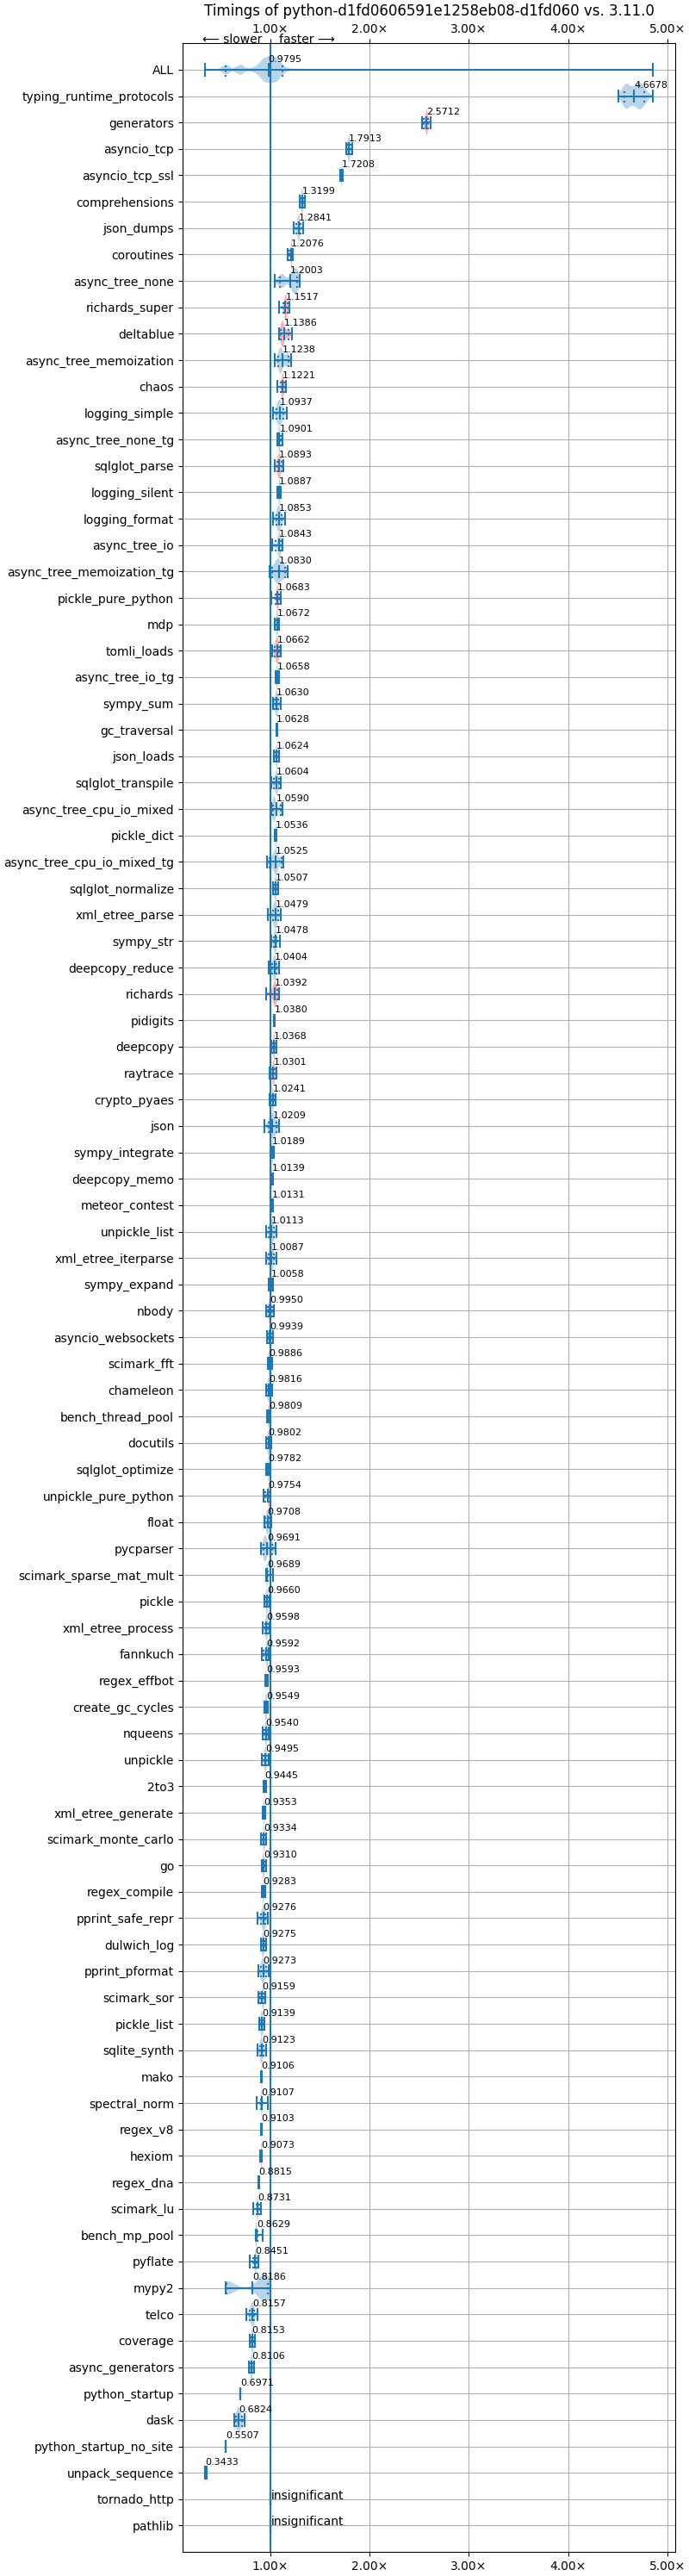 Timings of python-d1fd0606591e1258eb08-d1fd060 vs. 3.11.0
1.00× 2.00× 3.00× 4.00× 5.00×
⟵ slower faster ⟶
ALL 0.9795
typing_runtime_protocols 4.6678
generators 2.5712
asyncio_tcp 1.7913
asyncio_tcp_ssl 1.7208
comprehensions 1.3199
json_dumps 1.2841
coroutines 1.2076
async_tree_none 1.2003
richards_super 1.1517
deltablue 1.1386
async_tree_memoization 1.1238
chaos 1.1221
logging_simple 1.0937
async_tree_none_tg 1.0901
sqlglot_parse 1.0893
logging_silent 1.0887
logging_format 1.0853
async_tree_io 1.0843
async_tree_memoization_tg 1.0830
pickle_pure_python 1.0683
mdp 1.0672
tomli_loads 1.0662
async_tree_io_tg 1.0658
sympy_sum 1.0630
gc_traversal 1.0628
json_loads 1.0624
sqlglot_transpile 1.0604
async_tree_cpu_io_mixed 1.0590
pickle_dict 1.0536
async_tree_cpu_io_mixed_tg 1.0525
sqlglot_normalize 1.0507
xml_etree_parse 1.0479
sympy_str 1.0478
deepcopy_reduce 1.0404
richards 1.0392
pidigits 1.0380
deepcopy 1.0368
raytrace 1.0301
crypto_pyaes 1.0241
json 1.0209
sympy_integrate 1.0189
deepcopy_memo 1.0139
meteor_contest 1.0131
unpickle_list 1.0113
xml_etree_iterparse 1.0087
sympy_expand 1.0058
nbody 0.9950
asyncio_websockets 0.9939
scimark_fft 0.9886
chameleon 0.9816
bench_thread_pool 0.9809
docutils 0.9802
sqlglot_optimize 0.9782
unpickle_pure_python 0.9754
float 0.9708
pycparser 0.9691
scimark_sparse_mat_mult 0.9689
pickle 0.9660
xml_etree_process 0.9598
fannkuch 0.9592
regex_effbot 0.9593
create_gc_cycles 0.9549
nqueens 0.9540
unpickle 0.9495
2to3 0.9445
xml_etree_generate 0.9353
scimark_monte_carlo 0.9334
go 0.9310
regex_compile 0.9283
pprint_safe_repr 0.9276
dulwich_log 0.9275
pprint_pformat 0.9273
scimark_sor 0.9159
pickle_list 0.9139
sqlite_synth 0.9123
mako 0.9106
spectral_norm 0.9107
regex_v8 0.9103
hexiom 0.9073
regex_dna 0.8815
scimark_lu 0.8731
bench_mp_pool 0.8629
pyflate 0.8451
mypy2 0.8186
telco 0.8157
coverage 0.8153
async_generators 0.8106
python_startup 0.6971
dask 0.6824
python_startup_no_site 0.5507
unpack_sequence 0.3433
tornado_http insignificant
pathlib insignificant
1.00× 2.00× 3.00× 4.00× 5.00×